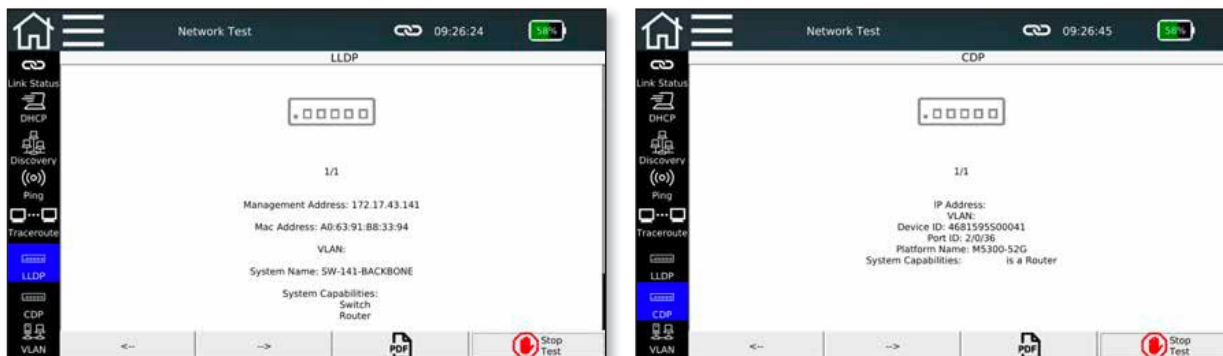 Network Test
09:26:24
58%
LLDP
Link Status
DHCP
Discovery
Ping
Traceroute
LLDP
CDP
VLAN
1/1
Management Address: 172.17.43.141
Mac Address: A0:63:91:B8:33:94
VLAN:
System Name: SW-141-BACKBONE
System Capabilities:
Switch
Router
<--
-->
PDF
Stop
Test
Network Test
09:26:45
58%
CDP
Link Status
DHCP
Discovery
Ping
Traceroute
LLDP
CDP
VLAN
1/1
IP Address:
VLAN:
Device ID: 4681595S00041
Port ID: 2/0/36
Platform Name: M5300-52G
System Capabilities: is a Router
<--
-->
PDF
Stop
Test